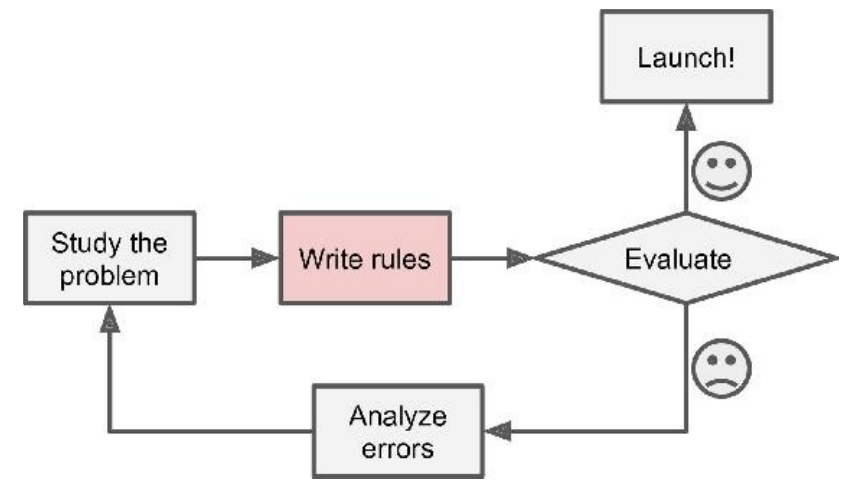 Launch!
Study the
problem
Write rules
Evaluate
Analyze
errors